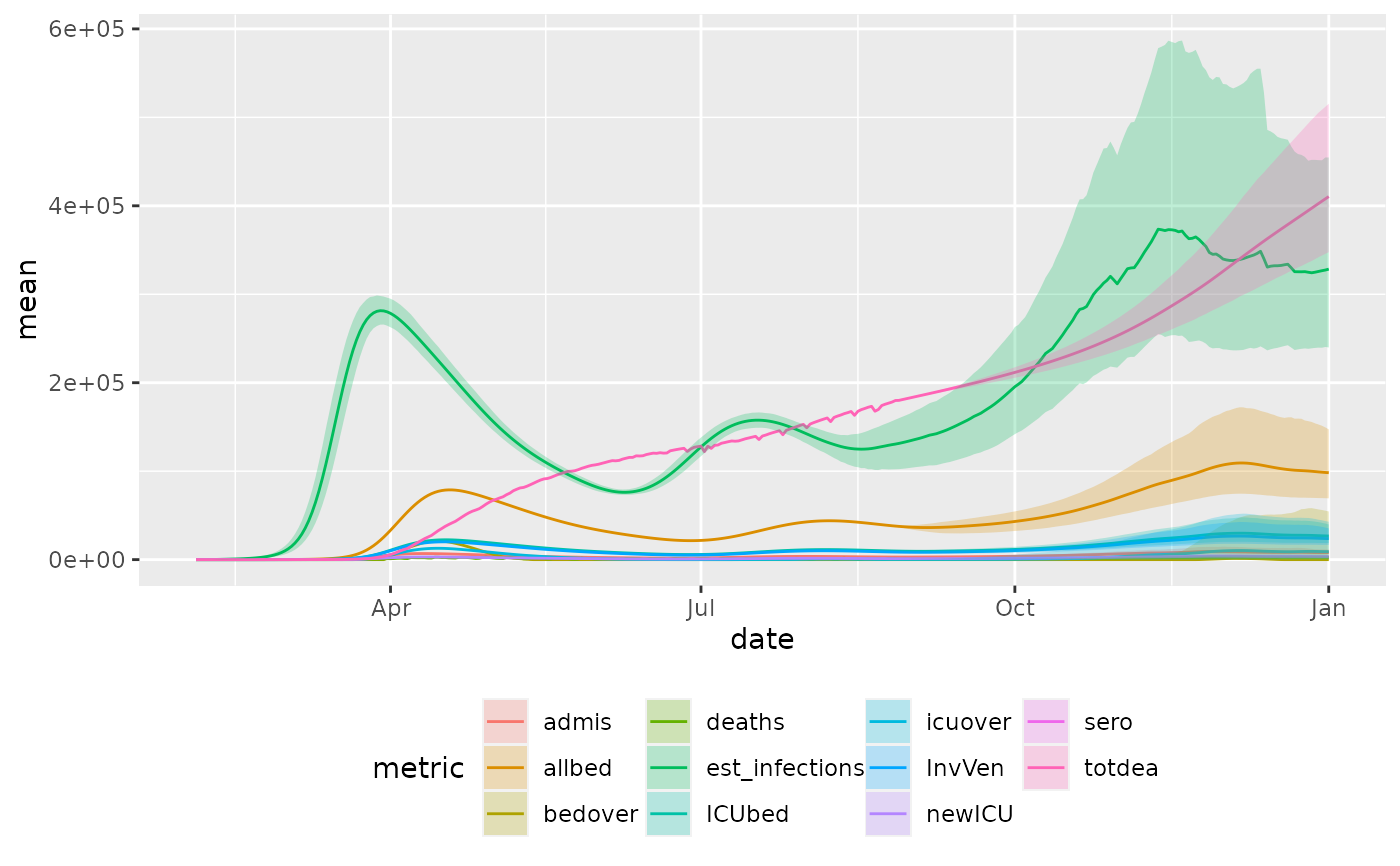 6e+05
4e+05
2e+05
0e+00
mean
Apr Jul Oct Jan
date
metric
admis deaths icuover sero
allbed est_infections InvVen totdea
bedover ICUbed newICU